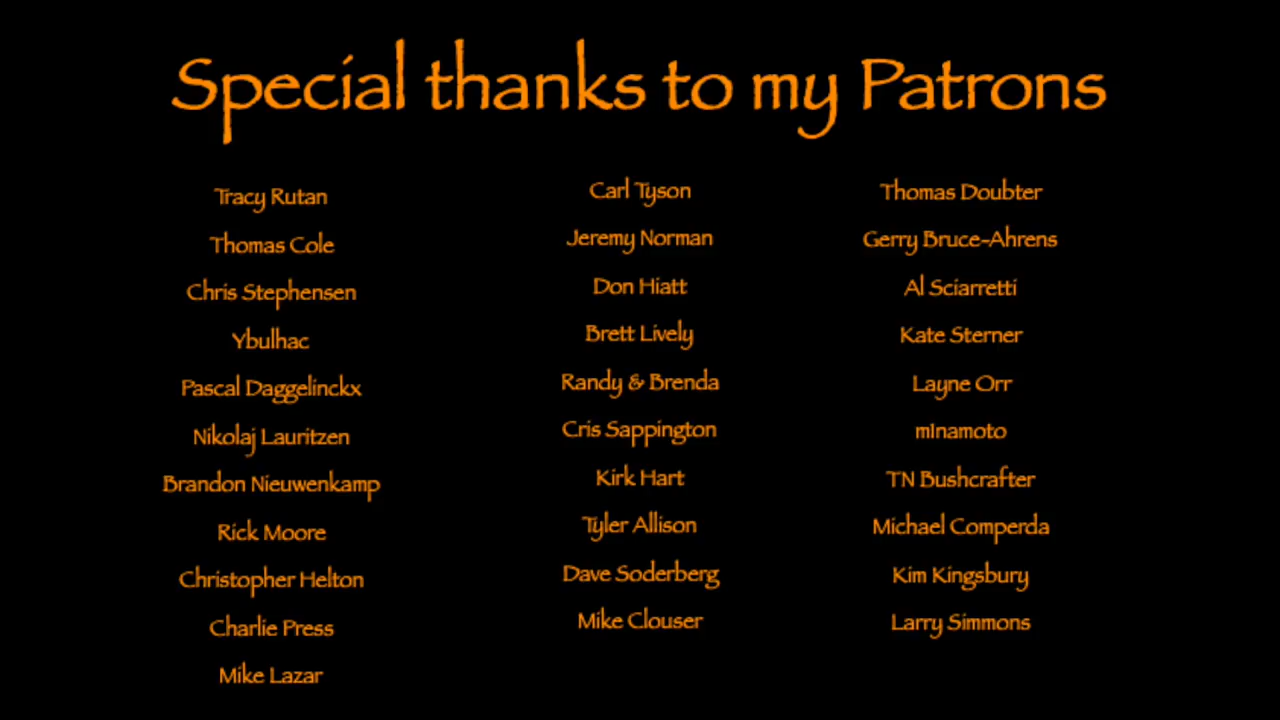 Special thanks to my Patrons
Tracy Rutan
Thomas Cole
Chris Stephensen
Ybulhac
Pascal Daggelinckx
Nikolaj Lauritzen
Brandon Nieuwenkamp
Rick Moore
Christopher Helton
Charlie Press
Mike Lazar
Carl Tyson
Jeremy Norman
Don Hiatt
Brett Lively
Randy & Brenda
Cris Sappington
Kirk Hart
Tyler Allison
Dave Soderberg
Mike Clouser
Thomas Doubter
Gerry Bruce-Ahrens
Al Sciarretti
Kate Sterner
Layne Orr
mInamoto
TN Bushcrafter
Michael Comperda
Kim Kingsbury
Larry Simmons